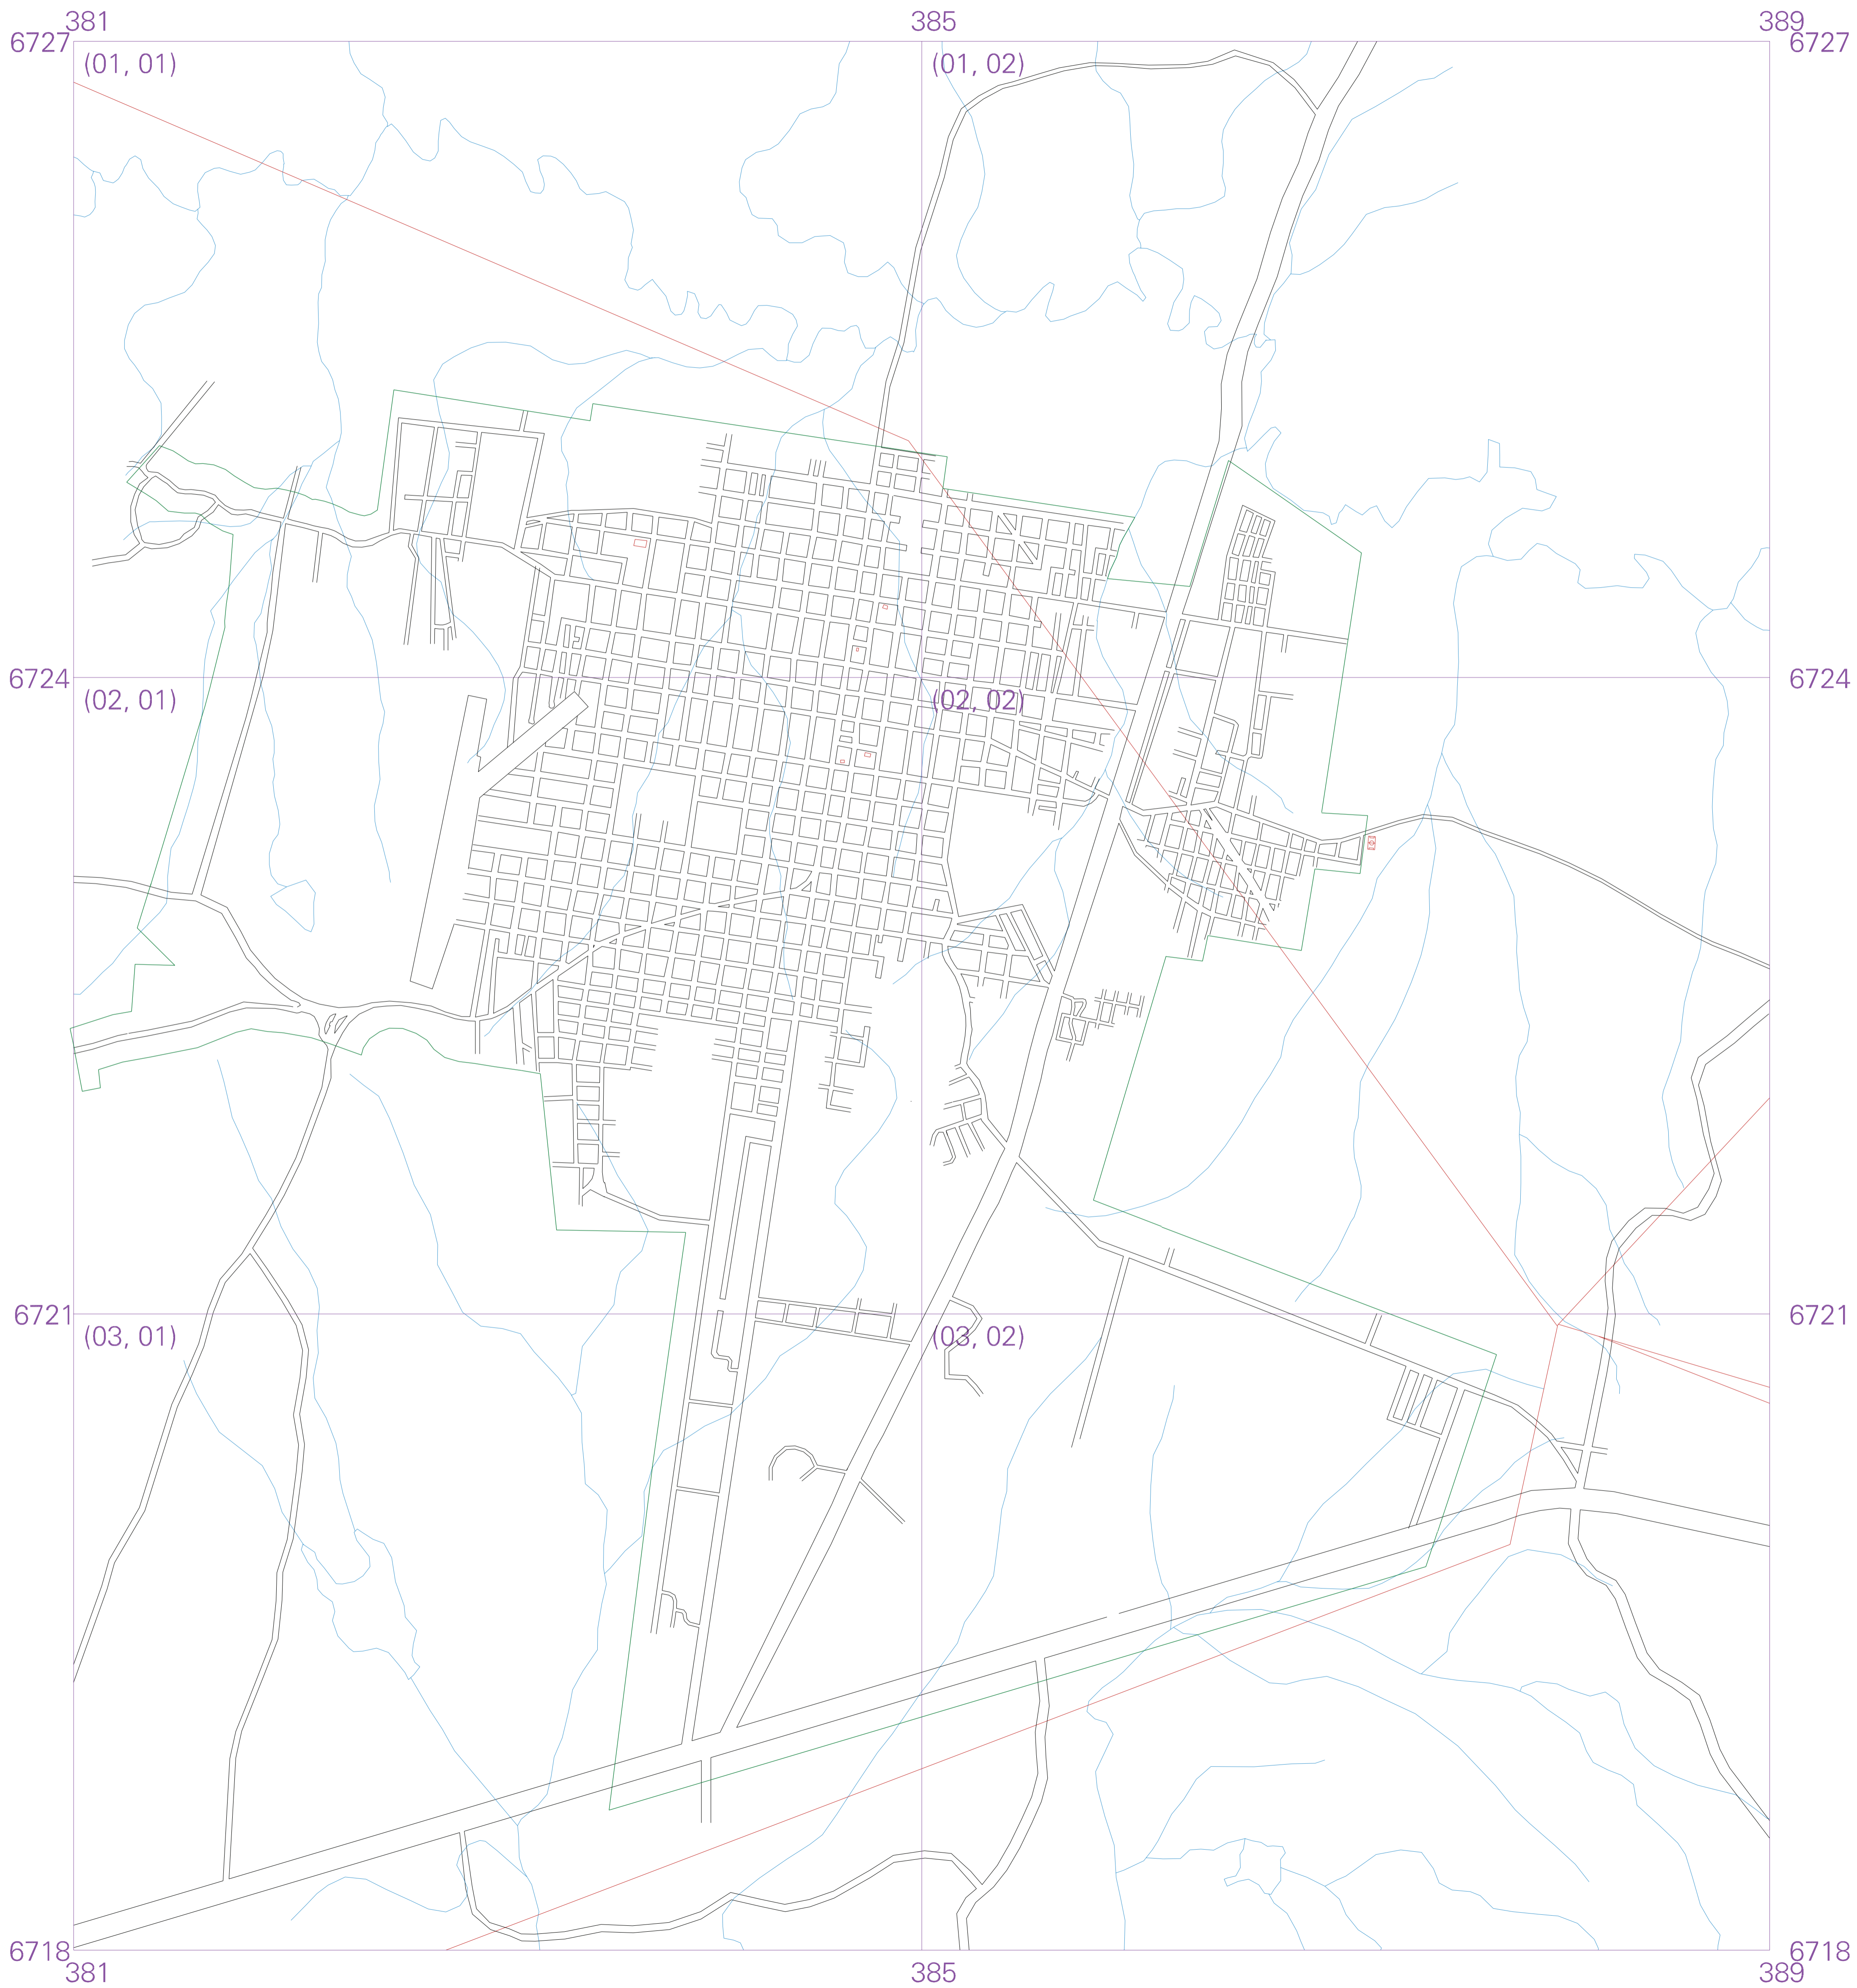 381 385 389
6727 6727
(01, 01) (01, 02)
6724 6724
(02, 01) (02, 02)
6721 6721
(03, 01) (03, 02)
6718 6718
381 385 389